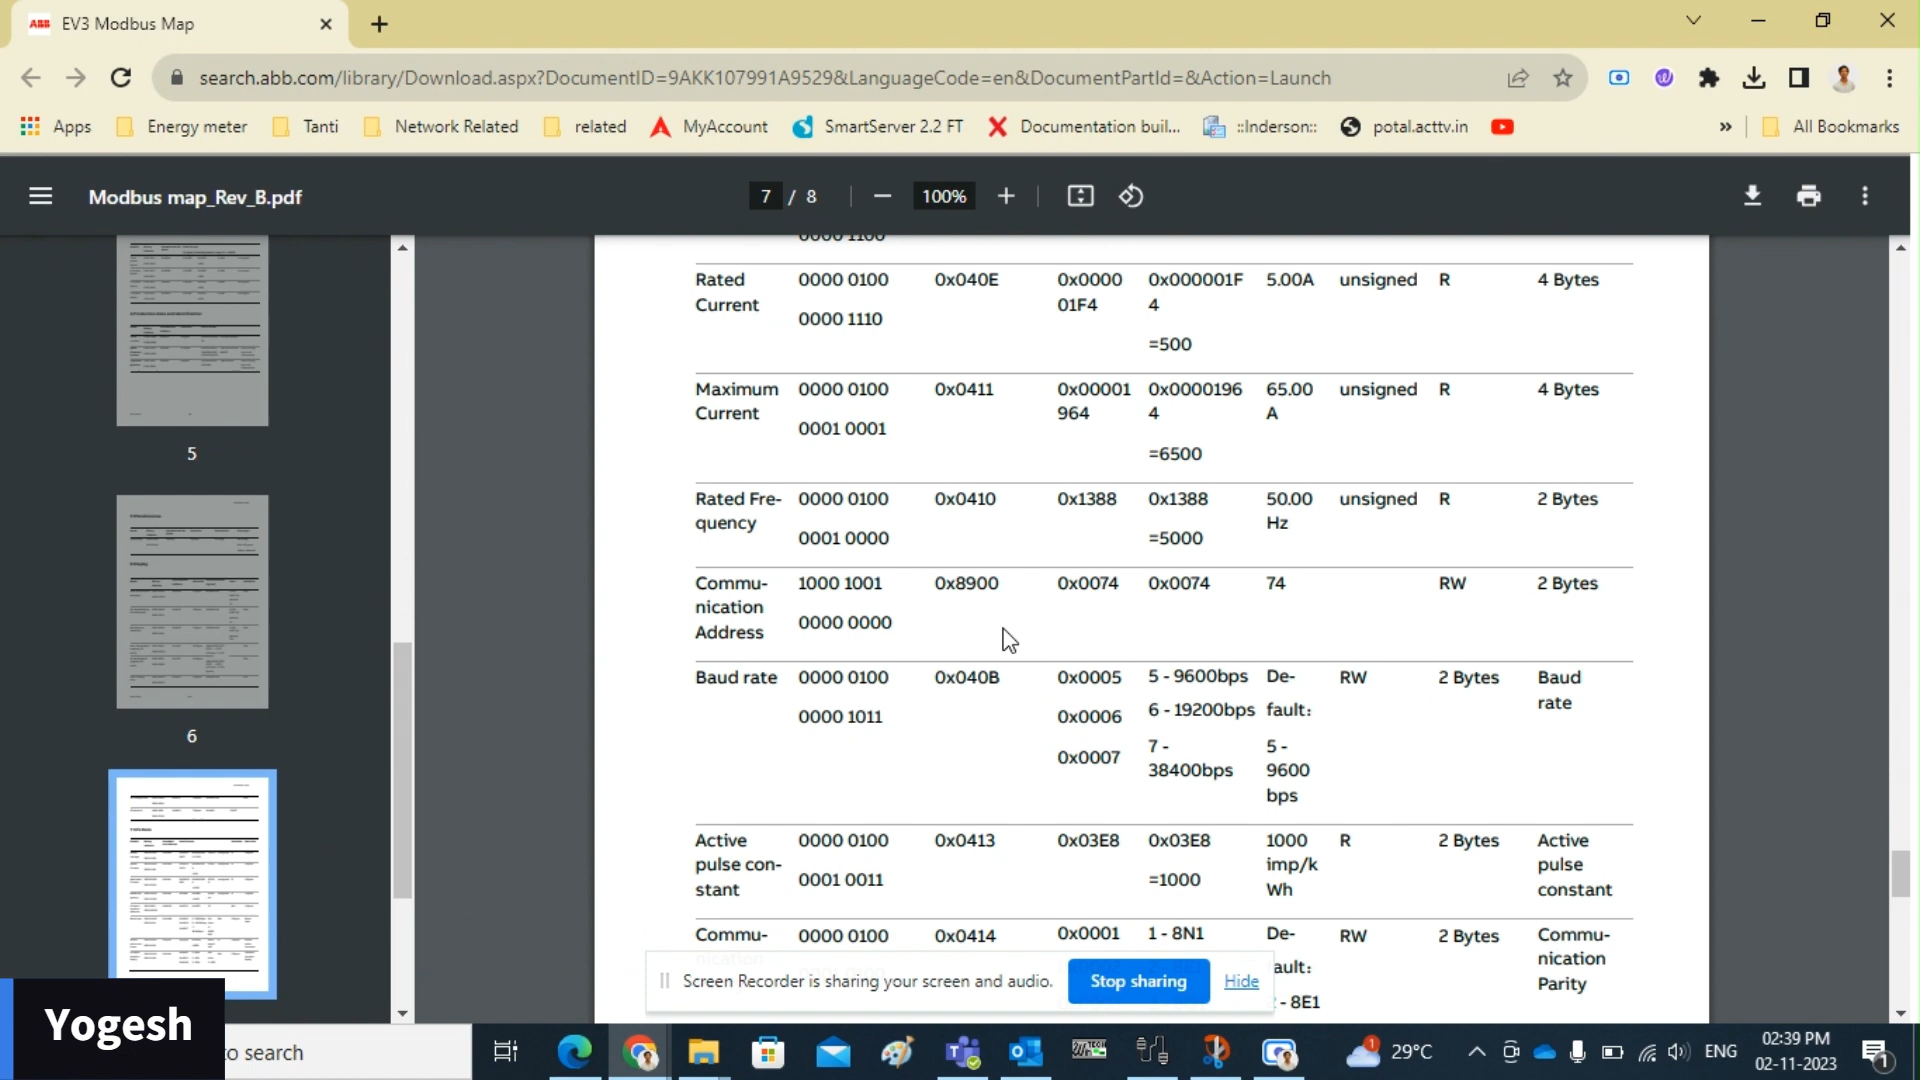 ABB EV3 Modbus Map
search.abb.com/library/Download.aspx?DocumentID=9AKK107991A9529&LanguageCode=en&DocumentPartId=&Action=Launch
Apps Energy meter Tanti Network Related related MyAccount SmartServer 2.2 FT Documentation buil... ::Inderson:: potal.acttv.in » All Bookmarks
Modbus map_Rev_B.pdf 7 / 8 100%
5
6
0000 1100
Rated 0000 0100 0x040E 0x0000 0x000001F 5.00A unsigned R 4 Bytes
Current 01F4 4
0000 1110
=500
Maximum 0000 0100 0x0411 0x00001 0x0000196 65.00 unsigned R 4 Bytes
Current 964 4 A
0001 0001
=6500
Rated Fre- 0000 0100 0x0410 0x1388 0x1388 50.00 unsigned R 2 Bytes
quency Hz
0001 0000 =5000
Commu- 1000 1001 0x8900 0x0074 0x0074 74 RW 2 Bytes
nication
0000 0000
Address
Baud rate 0000 0100 0x040B 0x0005 5 - 9600bps De- RW 2 Bytes Baud
rate
0000 1011 0x0006 6 - 19200bps fault:
7 - 5 -
0x0007
38400bps 9600
bps
Active 0000 0100 0x0413 0x03E8 0x03E8 1000 R 2 Bytes Active
pulse con- imp/k pulse
0001 0011 =1000
stant Wh constant
Commu- 0000 0100 0x0414 0x0001 1 - 8N1 De- RW 2 Bytes Commu-
nication nication
ault:
Parity
- 8E1
Screen Recorder is sharing your screen and audio. Stop sharing Hide
Yogesh
to search
29°C ENG 02:39 PM
02-11-2023
1